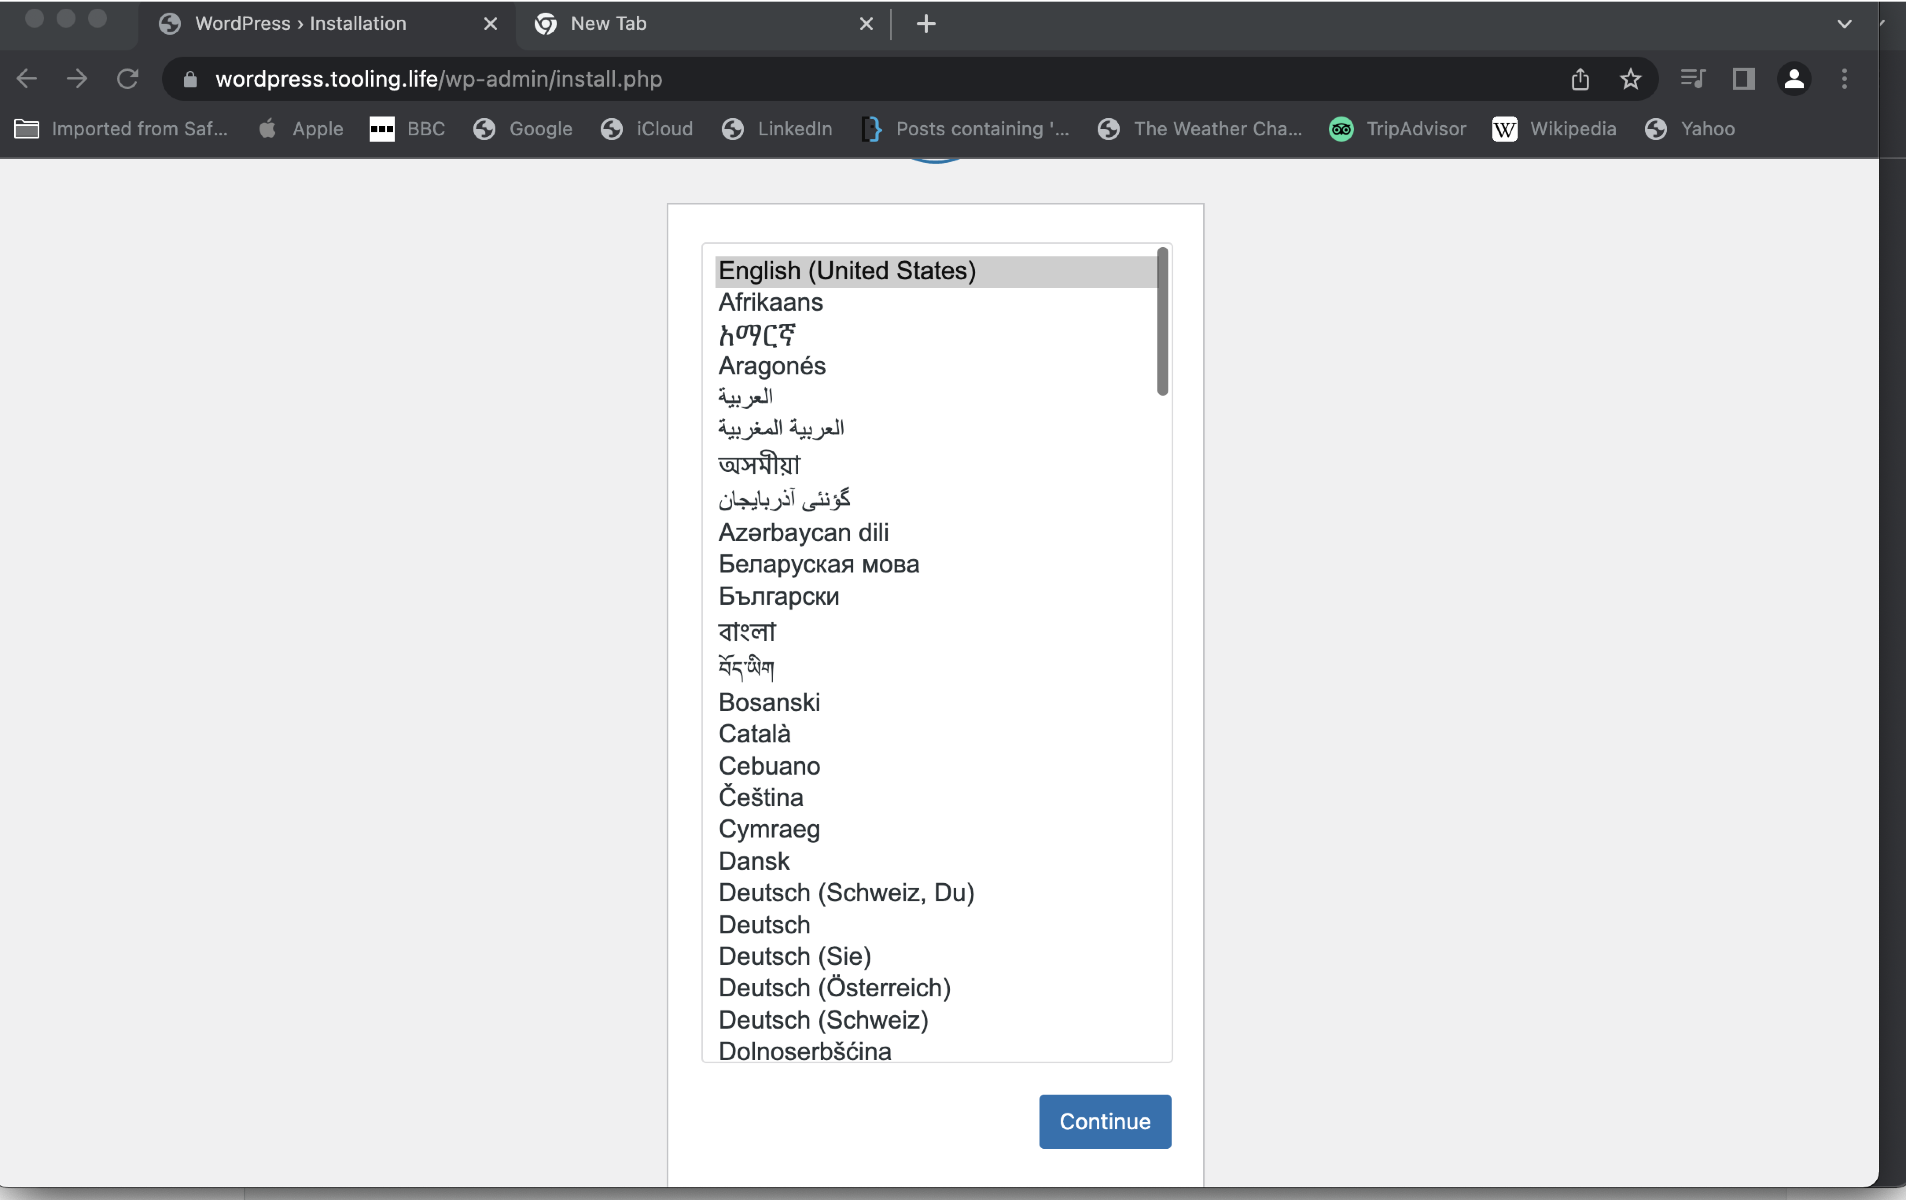 WordPress › Installation
New Tab
wordpress.tooling.life/wp-admin/install.php
Imported from Saf...
Apple
BBC
Google
iCloud
LinkedIn
Posts containing '...
The Weather Cha...
TripAdvisor
W Wikipedia
Yahoo
English (United States)
Afrikaans
አማርኛ
Aragonés
العربية
العربية المغربية
অসমীয়া
گؤنئی آذربایجان
Azərbaycan dili
Беларуская мова
Български
বাংলা
བོད་ཡིག
Bosanski
Català
Cebuano
Čeština
Cymraeg
Dansk
Deutsch (Schweiz, Du)
Deutsch
Deutsch (Sie)
Deutsch (Österreich)
Deutsch (Schweiz)
Dolnoserbšćina
Continue